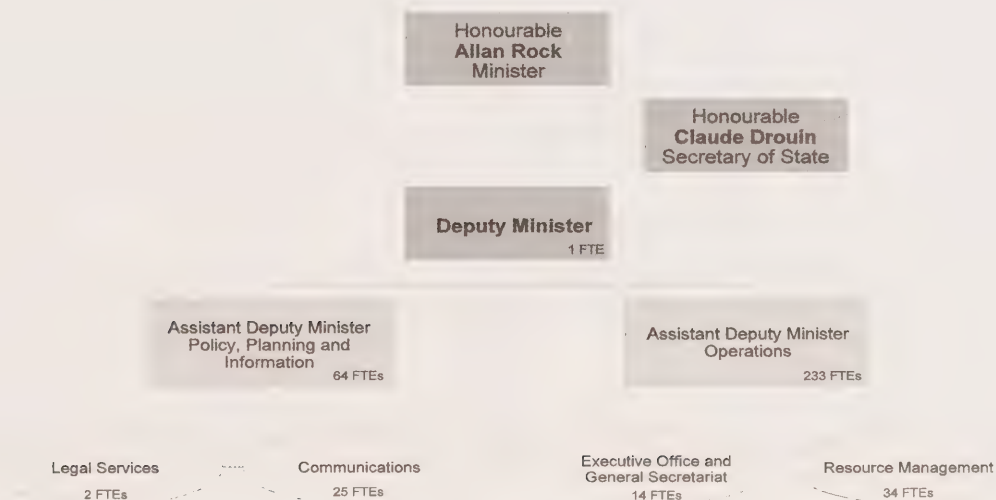 Honourable
Allan Rock
Minister
Honourable
Claude Drouin
Secretary of State
Deputy Minister
1 FTE
Assistant Deputy Minister
Policy, Planning and
Information
64 FTEs
Assistant Deputy Minister
Operations
233 FTEs
Legal Services
2 FTEs
Communications
25 FTEs
Executive Office and
General Secretariat
14 FTEs
Resource Management
34 FTEs